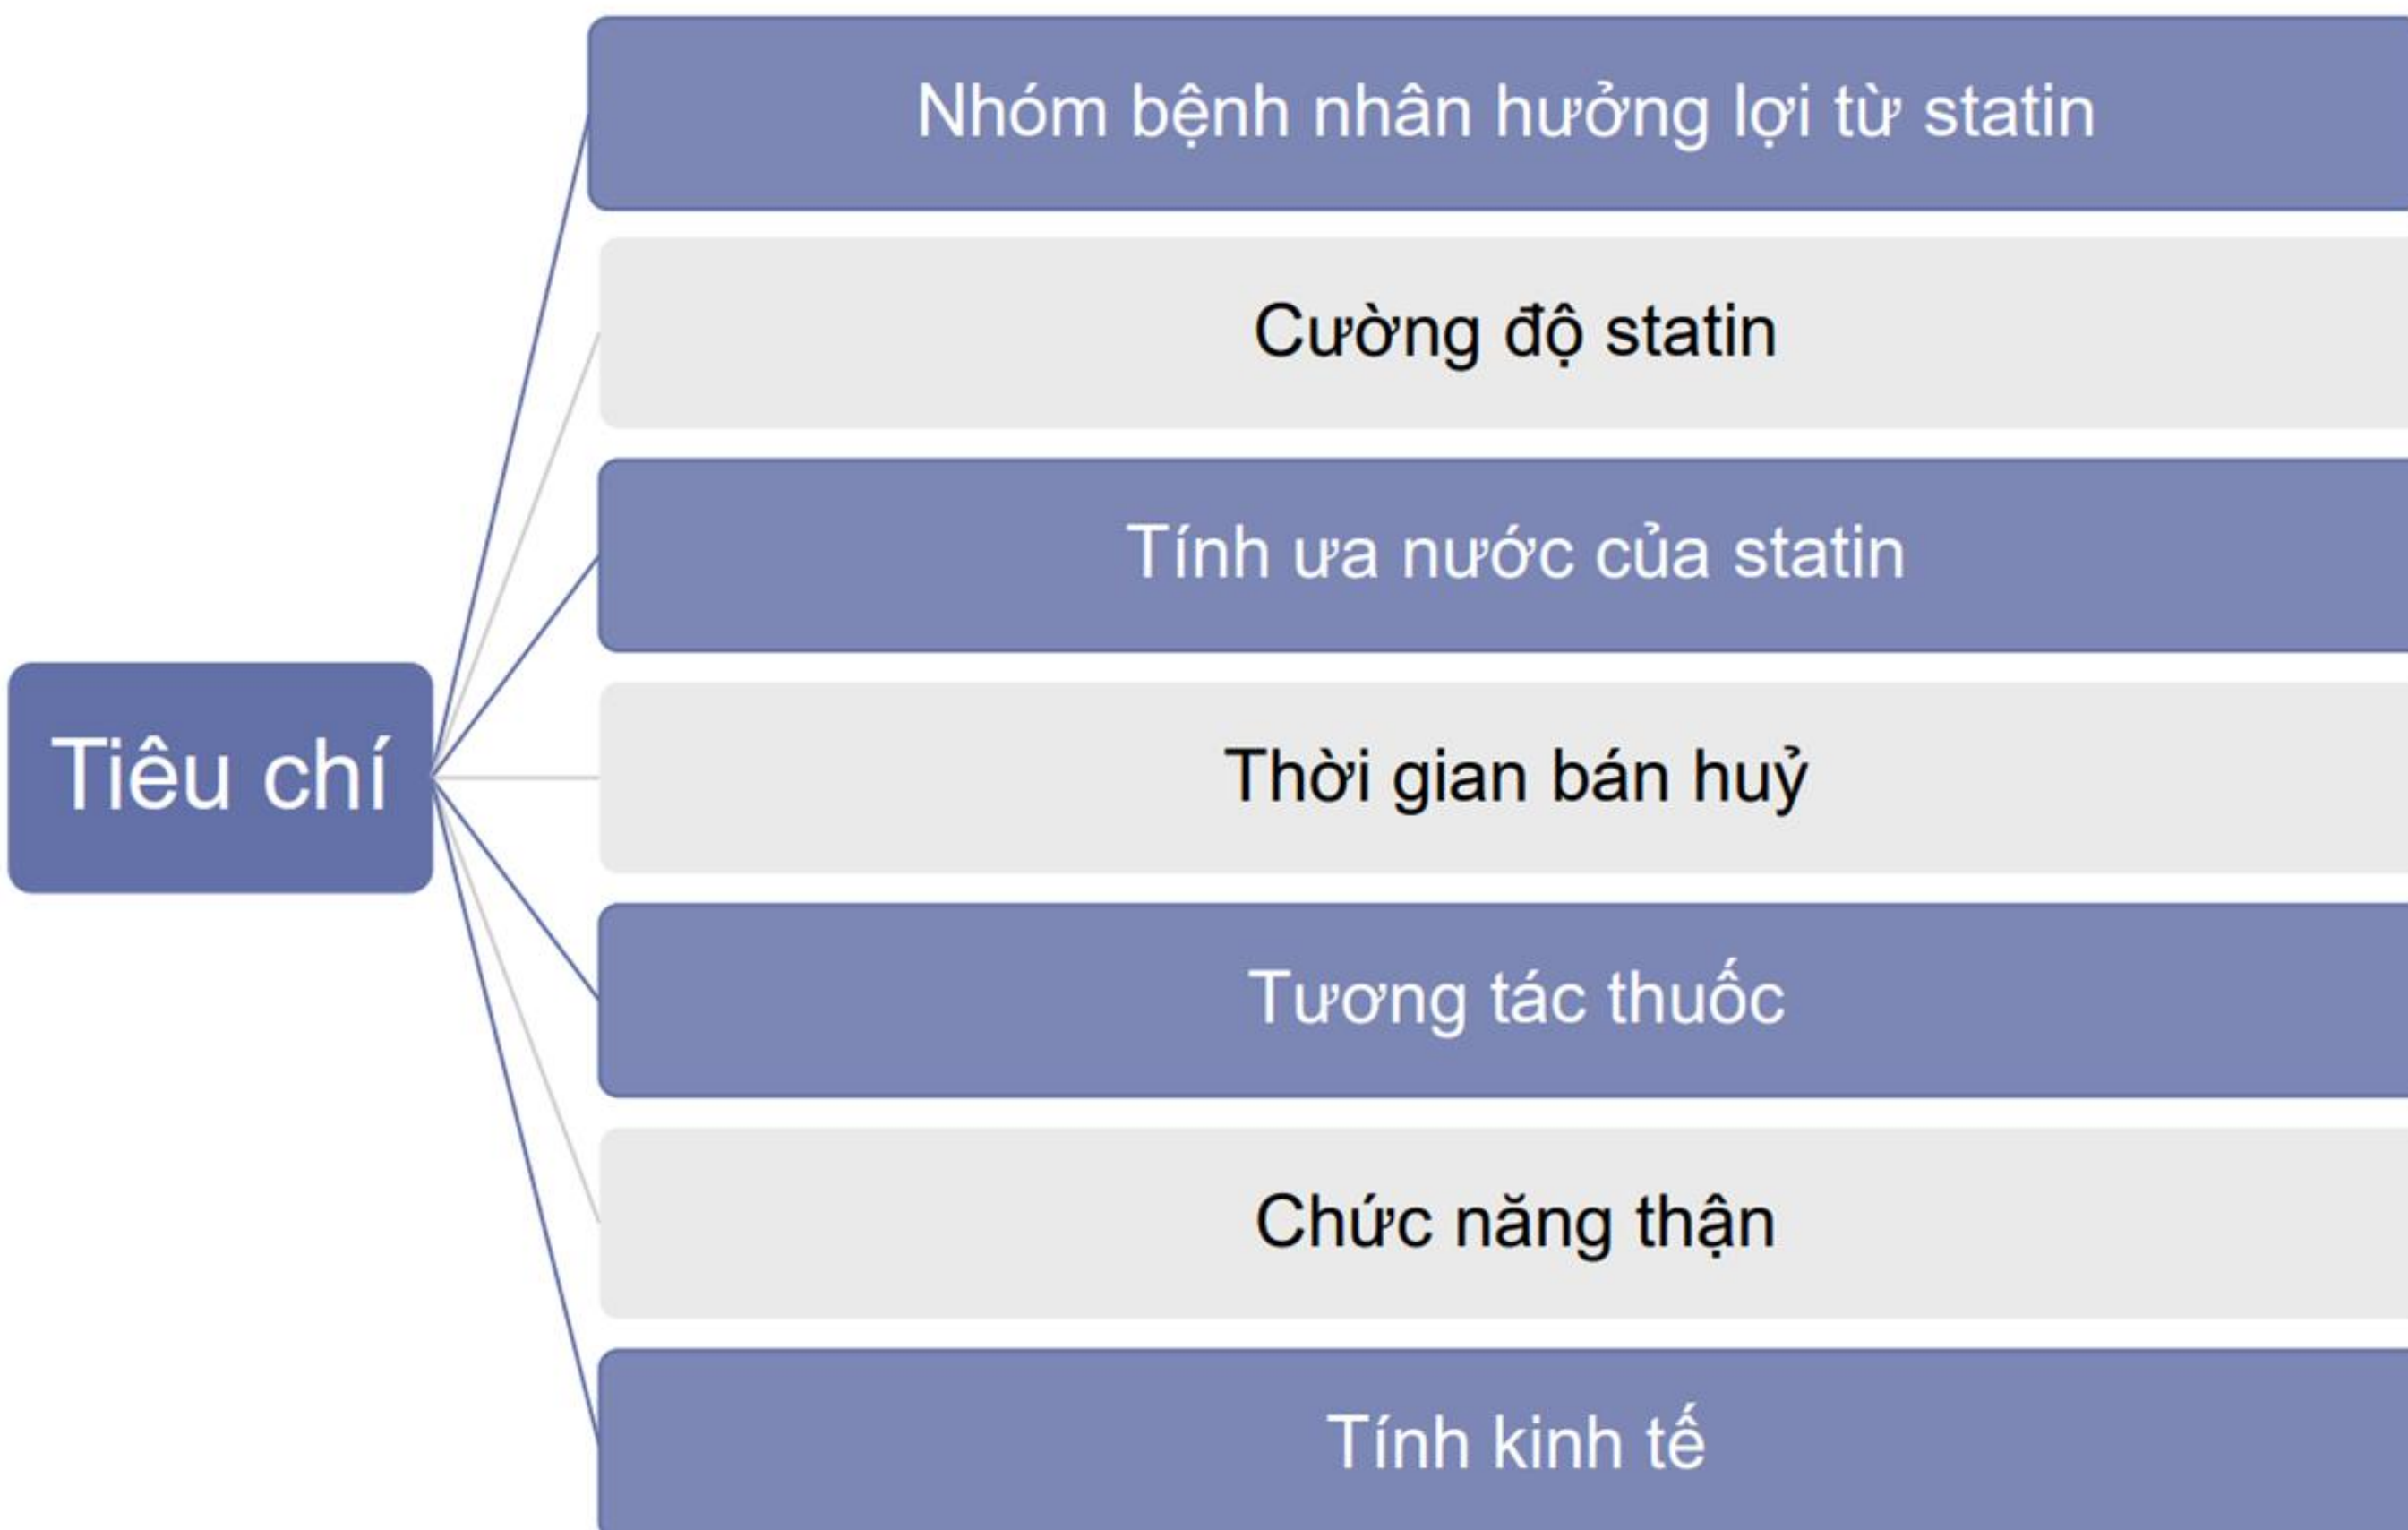 Nhóm bệnh nhân hưởng lợi từ statin
Cường độ statin
Tính ưa nước của statin
Tiêu chí
Thời gian bán huỷ
Tương tác thuốc
Chức năng thận
Tính kinh tế